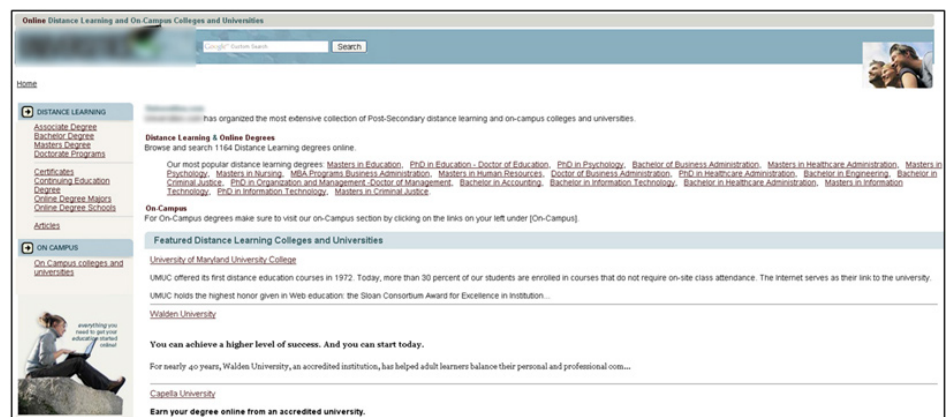 Online Distance Learning and On-Campus Colleges and Universities
Google™ Custom Search
Search
Home
DISTANCE LEARNING
Associate Degree
Bachelor Degree
Masters Degree
Doctorate Programs
Certificates
Continuing Education
Degree
Online Degree Majors
Online Degree Schools
Articles
ON CAMPUS
On Campus colleges and
universities
everything you
need to get your
education started
online!
has organized the most extensive collection of Post-Secondary distance learning and on-campus colleges and universities.
Distance Learning & Online Degrees
Browse and search 1164 Distance Learning degrees online.
Our most popular distance learning degrees: Masters in Education, PhD in Education - Doctor of Education, PhD in Psychology, Bachelor of Business Administration, Masters in Healthcare Administration, Masters in
Psychology, Masters in Nursing, MBA Programs Business Administration, Masters in Human Resources, Doctor of Business Administration, PhD in Healthcare Administration, Bachelor in Engineering, Bachelor in
Criminal Justice, PhD in Organization and Management -Doctor of Management, Bachelor in Accounting, Bachelor in Information Technology, Bachelor in Healthcare Administration, Masters in Information
Technology, PhD in Information Technology, Masters in Criminal Justice.
On-Campus
For On-Campus degrees make sure to visit our on-Campus section by clicking on the links on your left under [On-Campus].
Featured Distance Learning Colleges and Universities
University of Maryland University College
UMUC offered its first distance education courses in 1972. Today, more than 30 percent of our students are enrolled in courses that do not require on-site class attendance. The Internet serves as their link to the university.
UMUC holds the highest honor given in Web education: the Sloan Consortium Award for Excellence in Institution...
Walden University
You can achieve a higher level of success. And you can start today.
For nearly 40 years, Walden University, an accredited institution, has helped adult learners balance their personal and professional com...
Capella University
Earn your degree online from an accredited university.